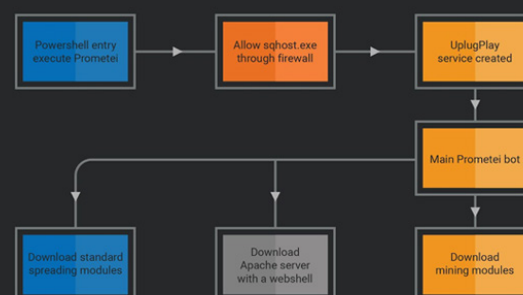 Powershell entry
execute Prometei
Allow sqhost.exe
through firewall
UplugPlay
service created
Main Prometei bot
Download standard
spreading modules
Download
Apache server
with a webshell
Download
mining modules